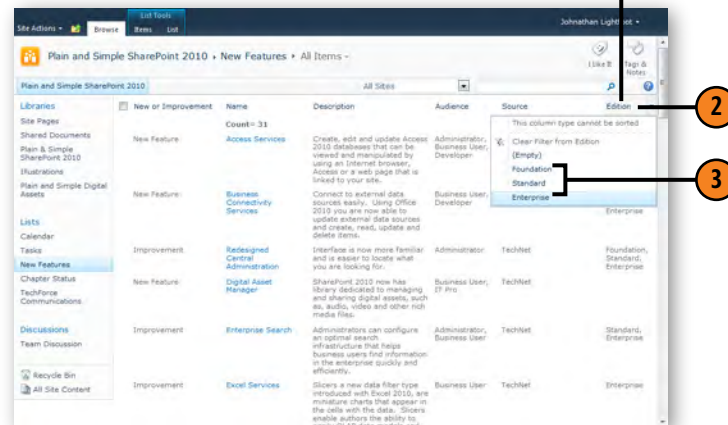 List Tools
Site Actions
Browse
Items
List
Johnathan Lightfoot
Plain and Simple SharePoint 2010 › New Features › All Items
I Like It
Tags & Notes
Plain and Simple SharePoint 2010
All Sites
Libraries
Site Pages
Shared Documents
Plain & Simple
SharePoint 2010
Illustrations
Plain and Simple Digital
Assets
Lists
Calendar
Tasks
New Features
Chapter Status
TechForce
Communications
Discussions
Team Discussion
Recycle Bin
All Site Content
New or Improvement
Name
Description
Audience
Source
Edition
2
Count= 31
This column type cannot be sorted
Clear Filter from Edition
(Empty)
Foundation
Standard
Enterprise
3
New Feature
Access Services
Create, edit and update Access
2010 databases that can be
viewed and manipulated by
using an Internet browser,
Access or a web page that is
linked to your site.
Administrator,
Business User,
Developer
New Feature
Business
Connectivity
Services
Connect to external data
sources easily. Using Office
2010 you are now able to
update external data sources
and create, read, update and
delete items.
Business User,
Developer
Enterprise
Improvement
Redesigned
Central
Administration
Interface is now more familiar
and is easier to locate what
you are looking for.
Administrator
TechNet
Foundation,
Standard,
Enterprise
New Feature
Digital Asset
Manager
SharePoint 2010 now has
library dedicated to managing
and sharing digital assets, such
as, audio, video and other rich
media files.
Business User,
IT Pro
TechNet
Improvement
Enterprise Search
Administrators can configure
an optimal search
infrastructure that helps
business users find information
in the enterprise quickly and
efficiently.
Administrator,
Business User
TechNet
Standard,
Enterprise
Improvement
Excel Services
Slicers a new data filter type
introduced with Excel 2010, are
miniature charts that appear in
the cells with the data. Slicers
enable authors the ability to
Business User
TechNet
Enterprise